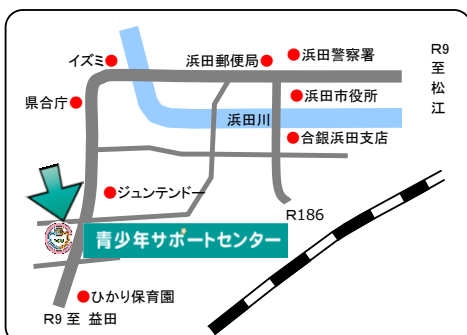 イズミ
浜田郵便局
浜田警察署
R9
至
松
江
県合庁
浜田市役所
浜田川
合銀浜田支店
ジュンテンドー
R186
青少年サポートセンター
ひかり保育園
R9 至 益田